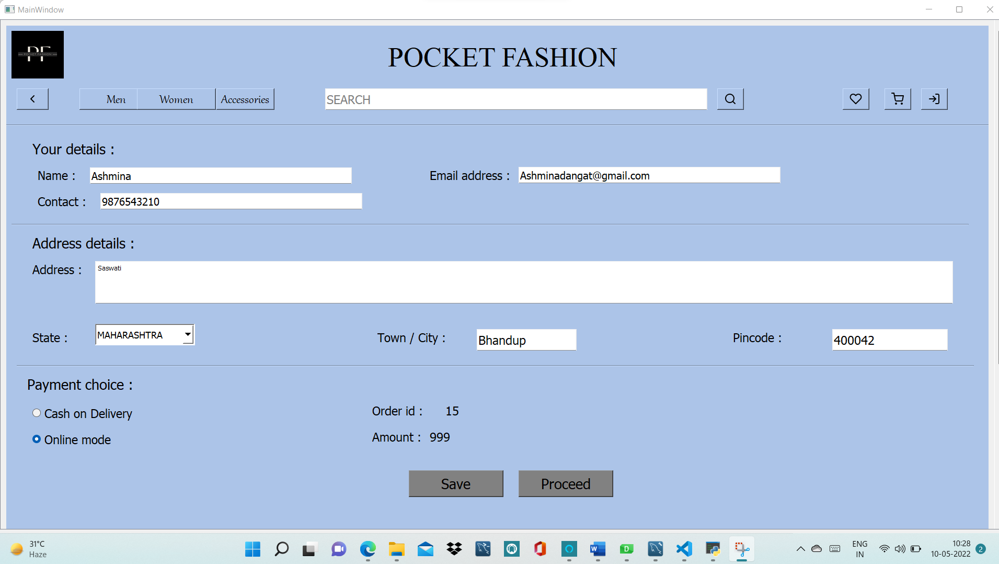 MainWindow
PF
POCKET FASHION
POCKET FASHION
Men Women Accessories SEARCH
Your details :
Name : Ashmina Email address : Ashminadangat@gmail.com
Contact : 9876543210
Address details :
Address : Saswati
State : MAHARASHTRA Town / City : Bhandup Pincode : 400042
Payment choice :
Cash on Delivery Order id : 15
Online mode Amount : 999
Save Proceed
31°C
Haze
W
D
ENG
IN
10:28
10-05-2022
2